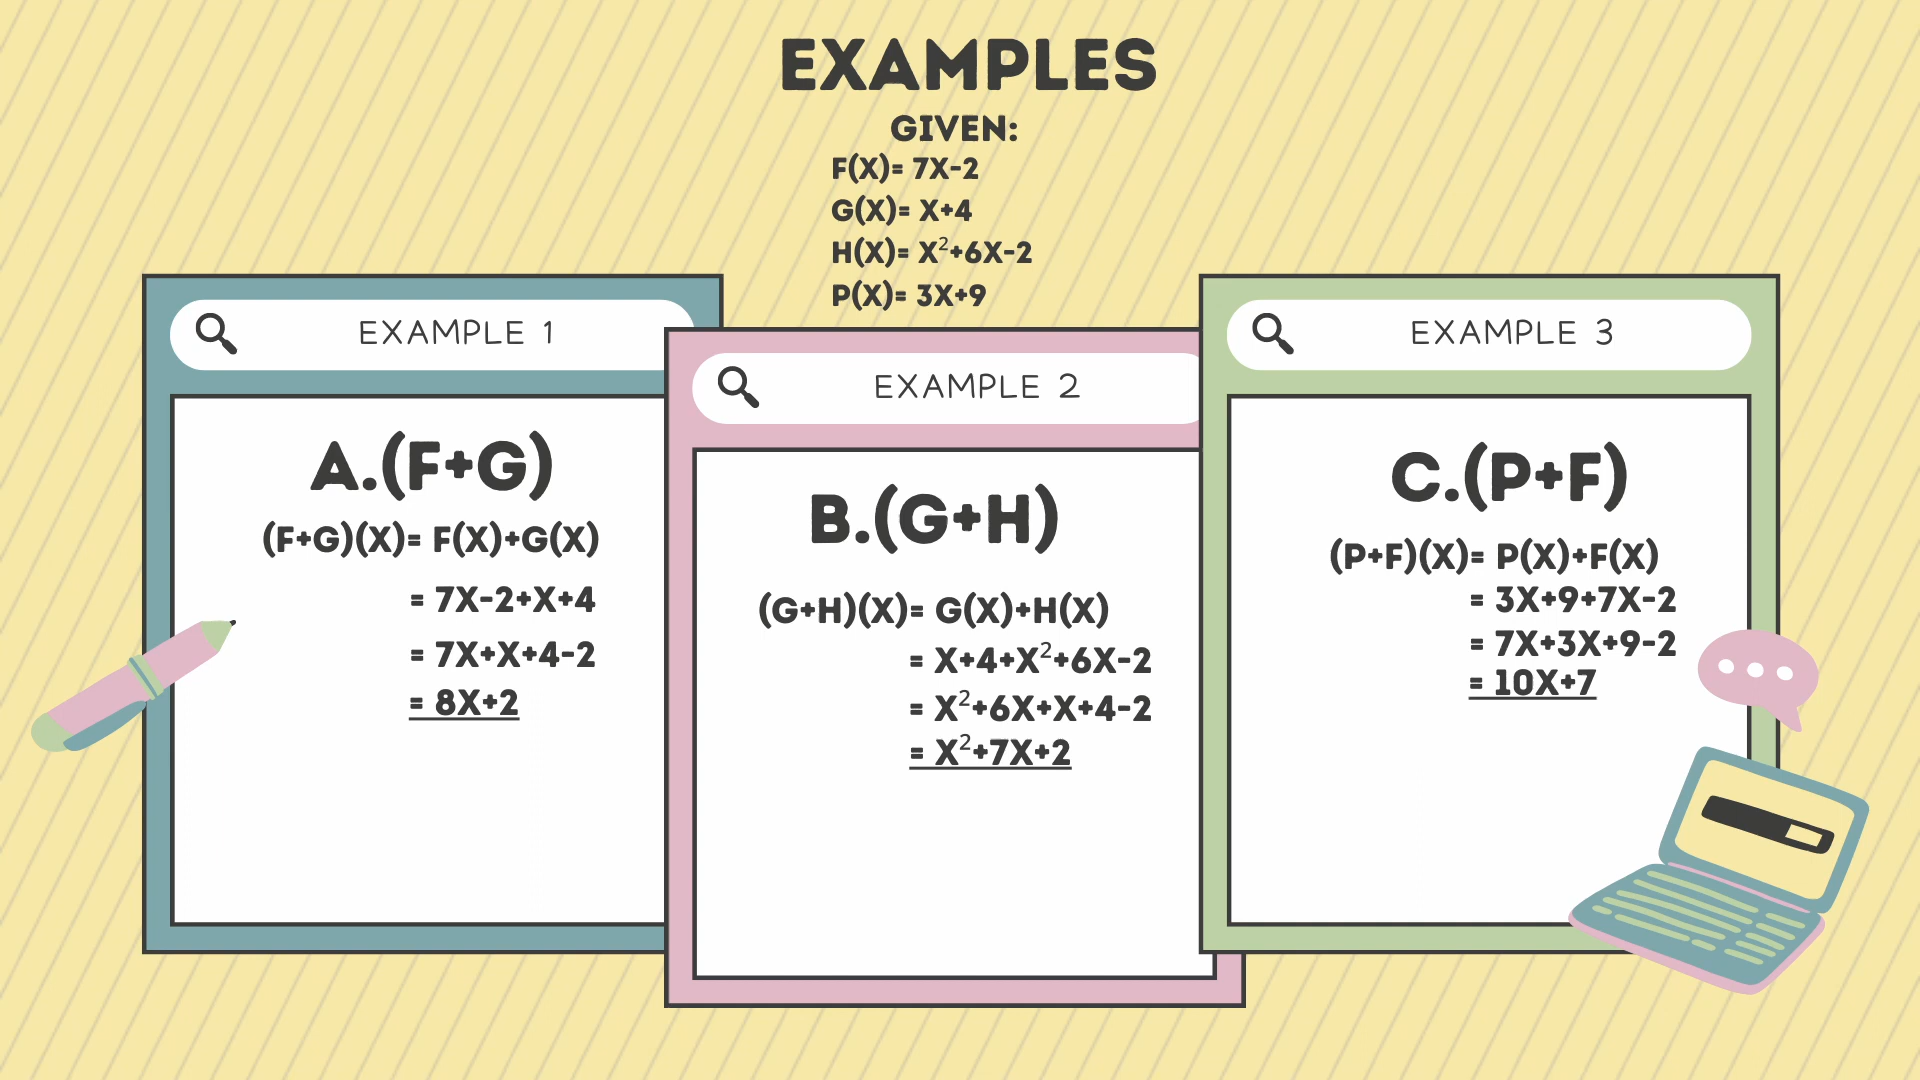 EXAMPLES
GIVEN:
F(X)= 7X-2
G(X)= X+4
H(X)= X²+6X-2
P(X)= 3X+9
EXAMPLE 1
A.(F+G)
(F+G)(X)= F(X)+G(X)
= 7X-2+X+4
= 7X+X+4-2
= 8X+2
EXAMPLE 2
B.(G+H)
(G+H)(X)= G(X)+H(X)
= X+4+X²+6X-2
= X²+6X+X+4-2
= X²+7X+2
EXAMPLE 3
C.(P+F)
(P+F)(X)= P(X)+F(X)
= 3X+9+7X-2
= 7X+3X+9-2
= 10X+7